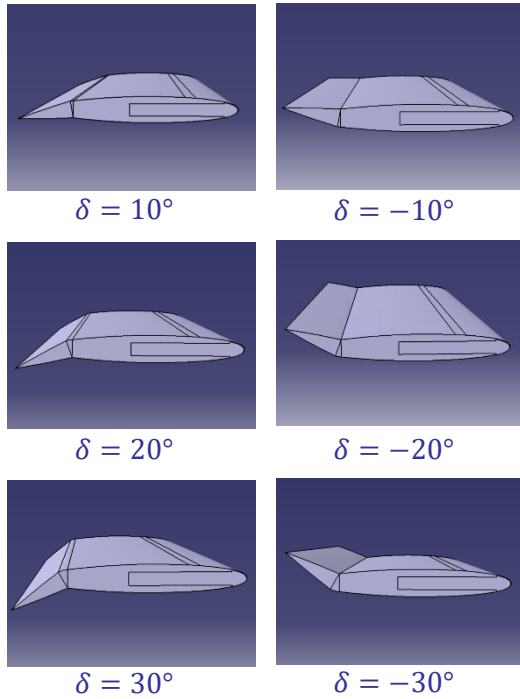 δ = 10°
δ = −10°
δ = 20°
δ = −20°
δ = 30°
δ = −30°